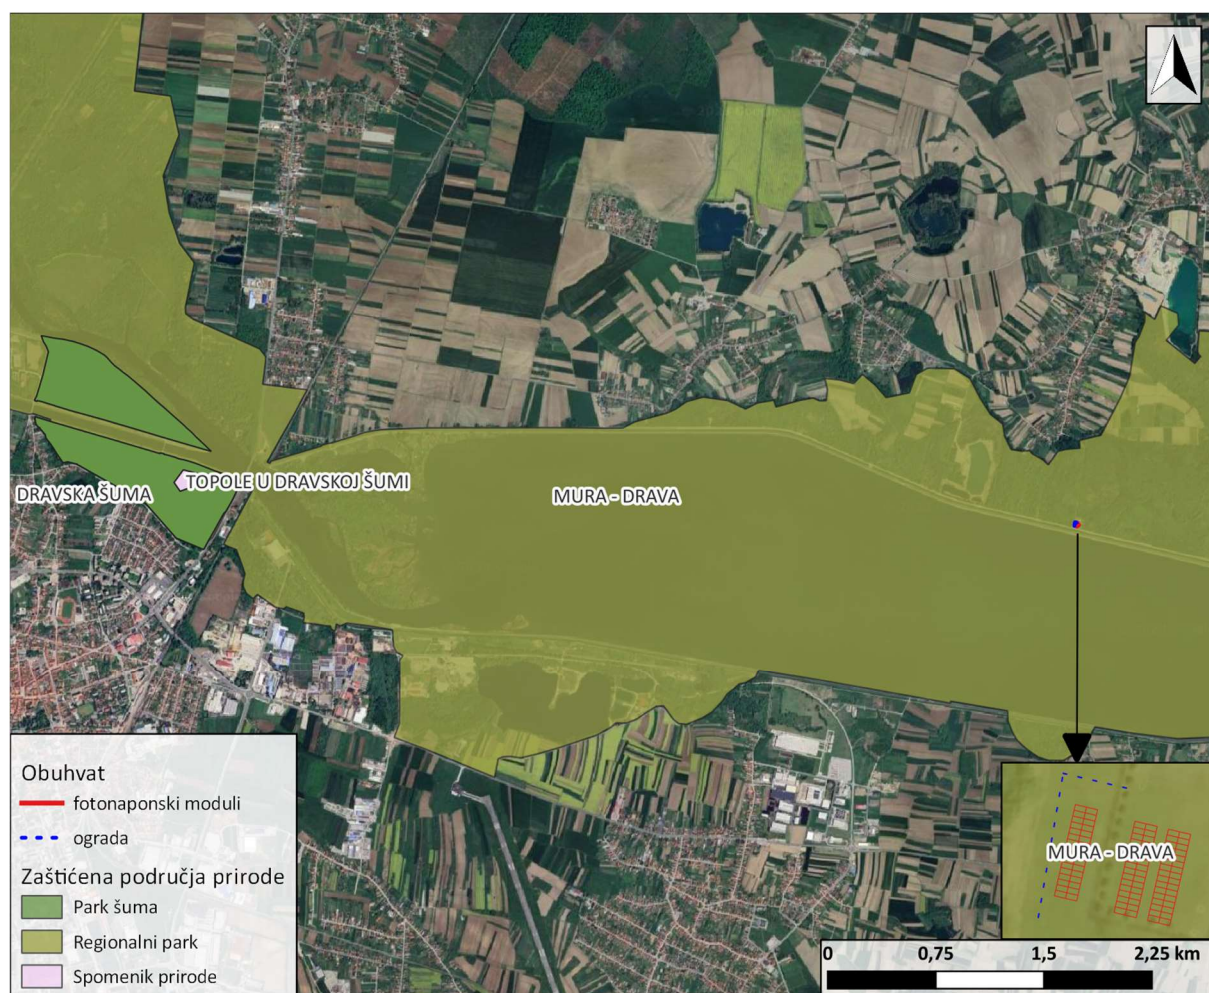 TOPOLE U DRAVSKOJ ŠUMI
DRAVSKA ŠUMA
MURA - DRAVA
Obuhvat
fotonaponski moduli
ograda
Zaštićena područja prirode
Park šuma
Regionalni park
Spomenik prirode
MURA - DRAVA
0 0,75 1,5 2,25 km